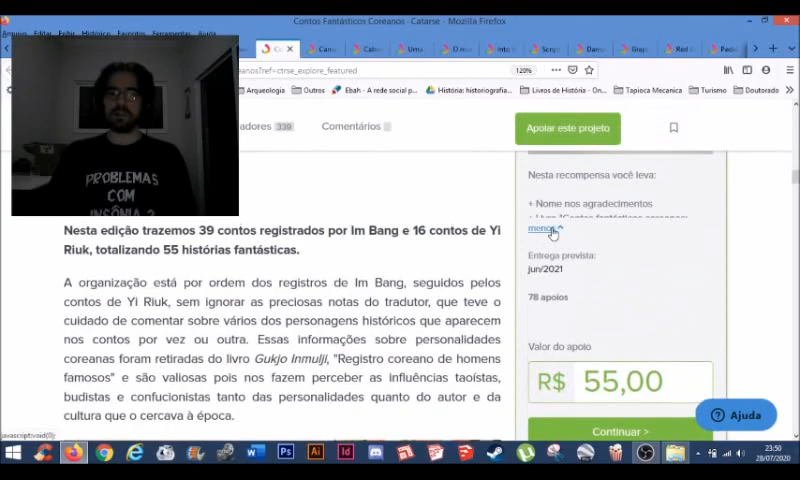 Contos Fantásticos Coreanos - Catarse - Mozilla Firefox
Arquivo Editar Exibir Histórico Favoritos Ferramentas Ajuda
anos?ref=ctrse_explore_featured
120%
Arqueologia
Outros
Ebah - A rede social p...
História: historiografia...
Livros de História - On...
Tapioca Mecanica
Turismo
Doutorado
adores 339
Comentários
Apoiar este projeto
PROBLEMAS
COM
INSÔNIA ?
Nesta recompensa você leva:
+ Nome nos agradecimentos
menos
Entrega prevista:
jun/2021
78 apoios
Valor do apoio
R$ 55,00
Continuar >
Ajuda
Nesta edição trazemos 39 contos registrados por Im Bang e 16 contos de Yi
Riuk, totalizando 55 histórias fantásticas.
A organização está por ordem dos registros de Im Bang, seguidos pelos
contos de Yi Riuk, sem ignorar as preciosas notas do tradutor, que teve o
cuidado de comentar sobre vários dos personagens históricos que aparecem
nos contos por vez ou outra. Essas informações sobre personalidades
coreanas foram retiradas do livro Gukjo Inmulji, "Registro coreano de homens
famosos" e são valiosas pois nos fazem perceber as influências taoístas,
budistas e confucionistas tanto das personalidades quanto do autor e da
cultura que o cercava à época.
javascript:void(0);
23:50
28/07/2020